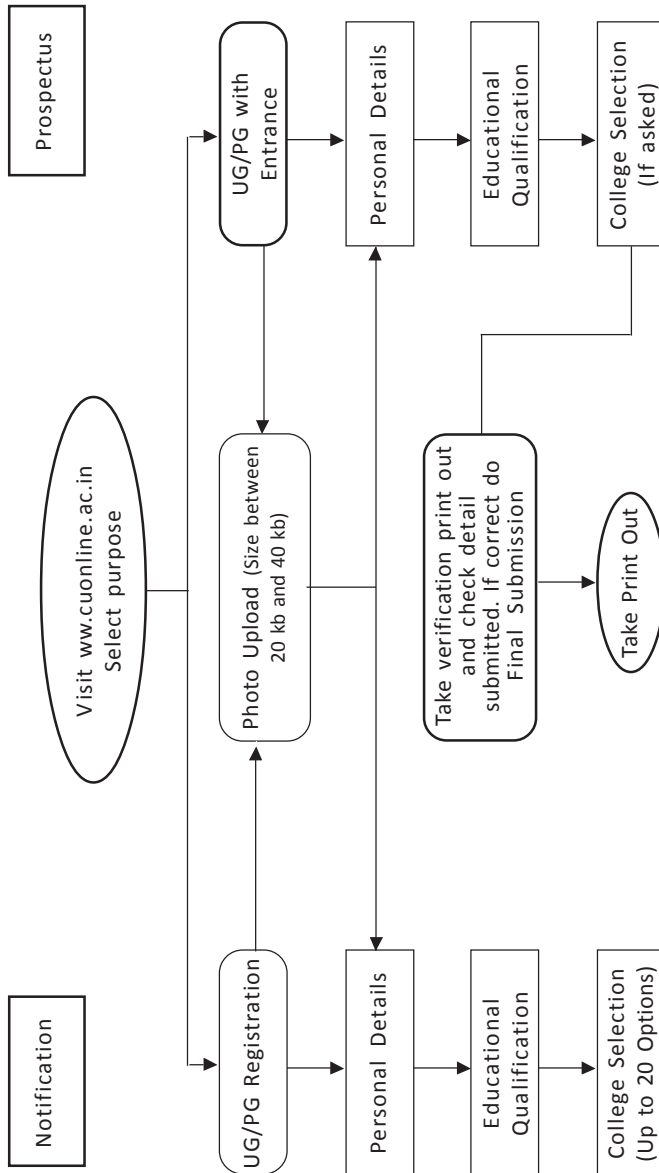 Notification
Prospectus
Visit ww.cuonline.ac.in
Select purpose
UG/PG Registration
Photo Upload (Size between
20 kb and 40 kb)
UG/PG with
Entrance
Personal Details
Personal Details
Educational
Qualification
Take verification print out
and check detail
submitted. If correct do
Final Submission
Educational
Qualification
College Selection
(Up to 20 Options)
Take Print Out
College Selection
(If asked)